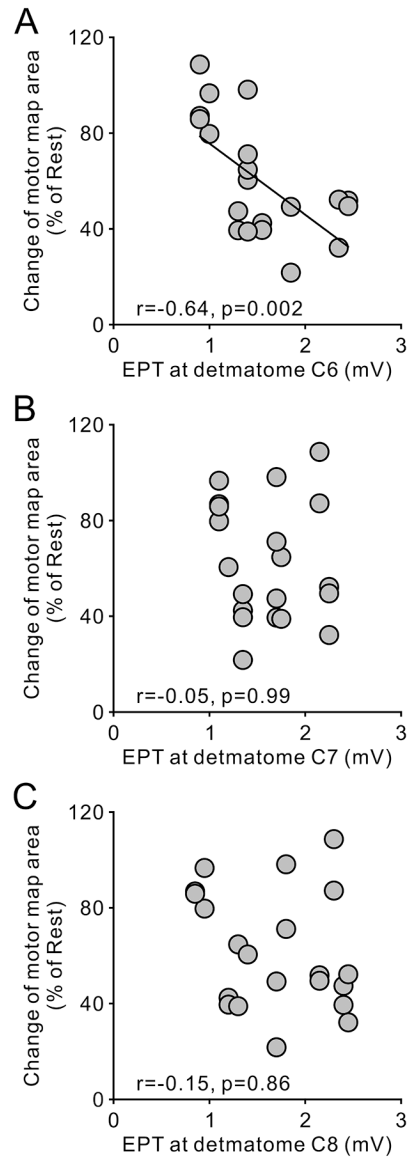 A
Change of motor map area
(% of Rest)
120
80
40
0
r=-0.64, p=0.002
0 1 2 3
EPT at detmatome C6 (mV)
B
Change of motor map area
(% of Rest)
120
80
40
0
r=-0.05, p=0.99
0 1 2 3
EPT at detmatome C7 (mV)
C
Change of motor map area
(% of Rest)
120
80
40
0
r=-0.15, p=0.86
0 1 2 3
EPT at detmatome C8 (mV)